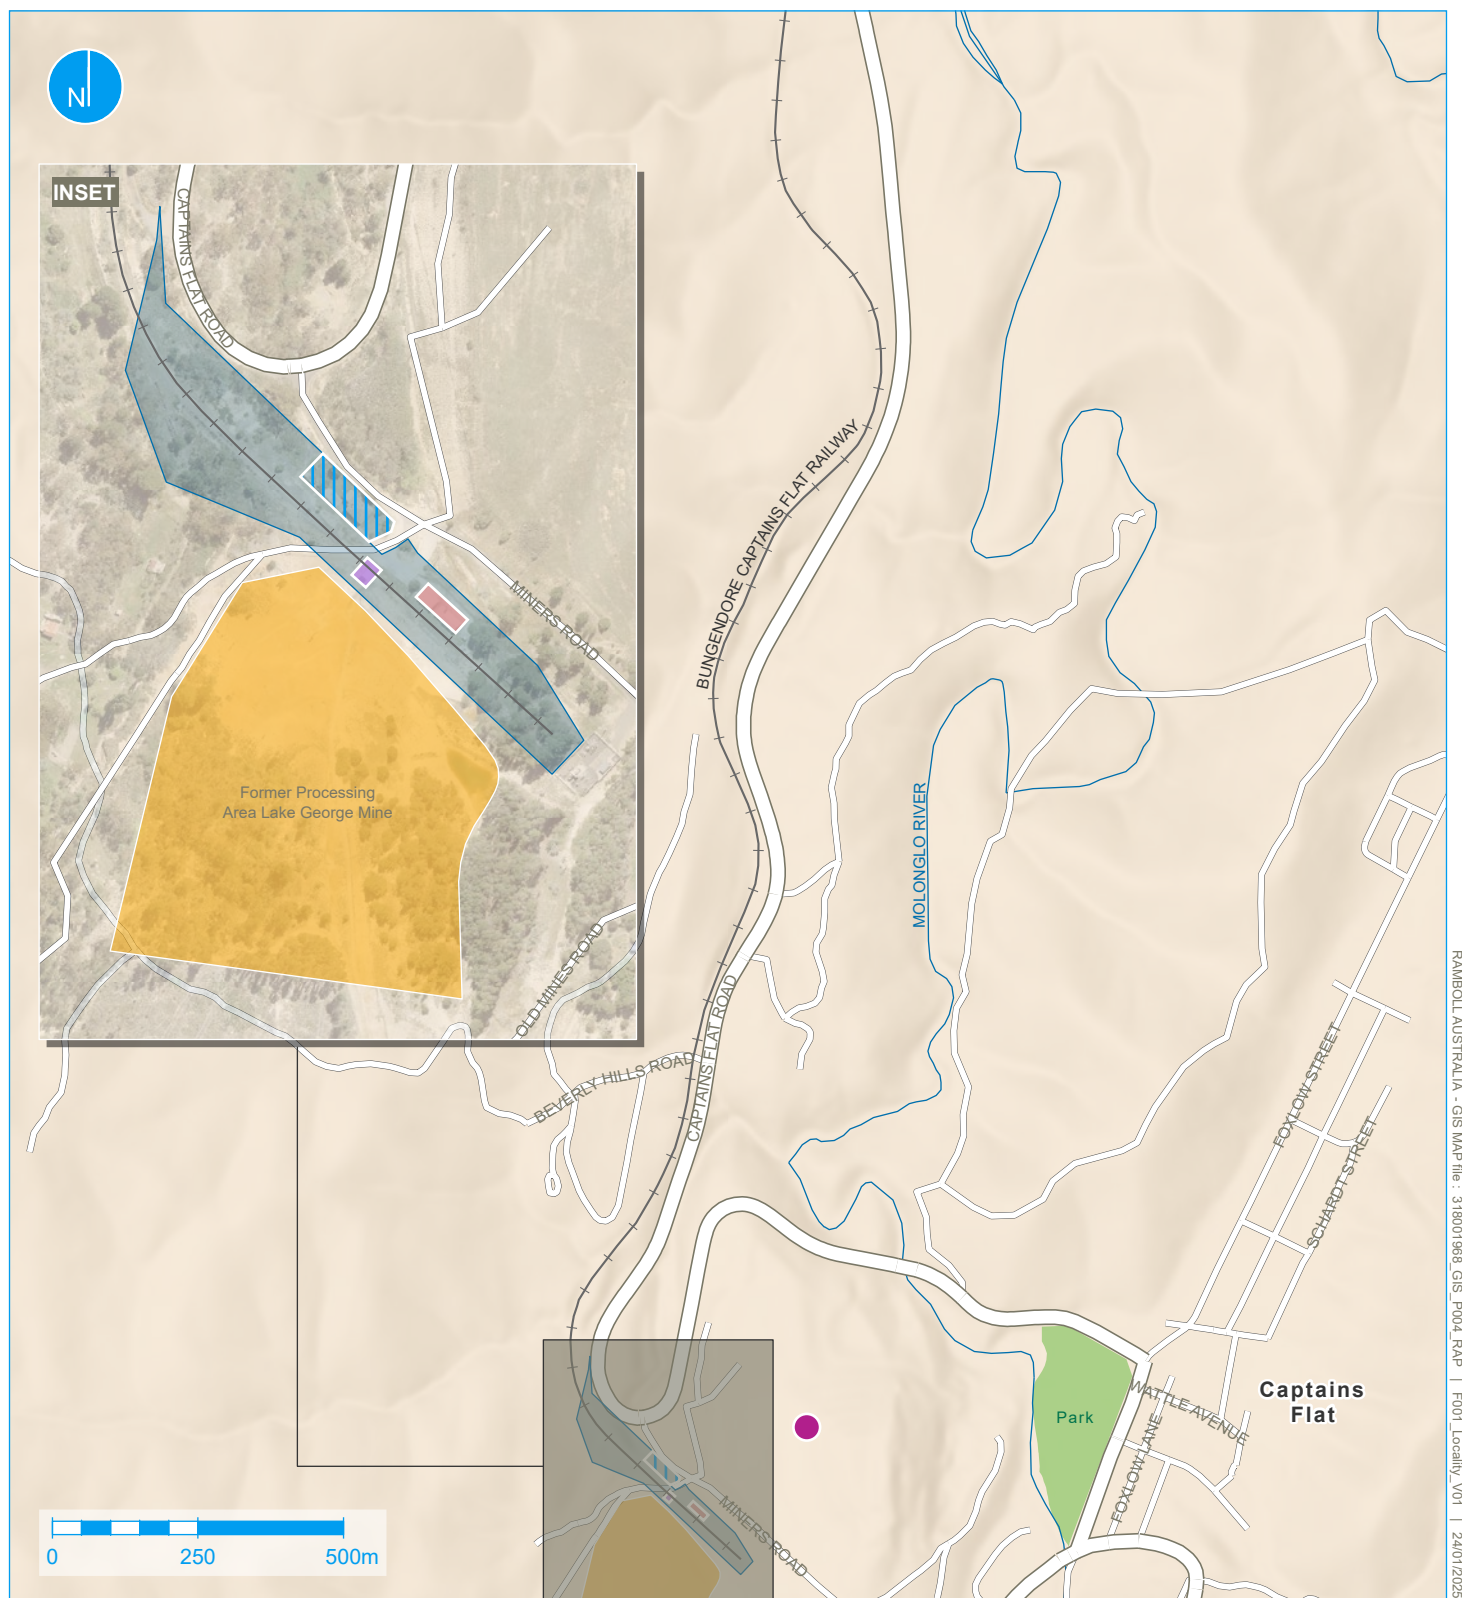 N
INSET
CAPTAINS FLAT ROAD
MINERS ROAD
Former Processing
Area Lake George Mine
OLD MINES ROAD
BUNGENDORE CAPTAINS FLAT RAILWAY
MOLONGLO RIVER
CAPTAINS FLAT ROAD
BEVERLY HILLS ROAD
FOXLOW STREET
SCHARDT STREET
Captains
Flat
WATTLE AVENUE
Park
FOXLOW LANE
MINERS ROAD
0 250 500m
RAMBOLL AUSTRALIA - GIS MAP file : 318001968_GIS_P004_RAP | F001_Locality_V01 | 24/01/2025